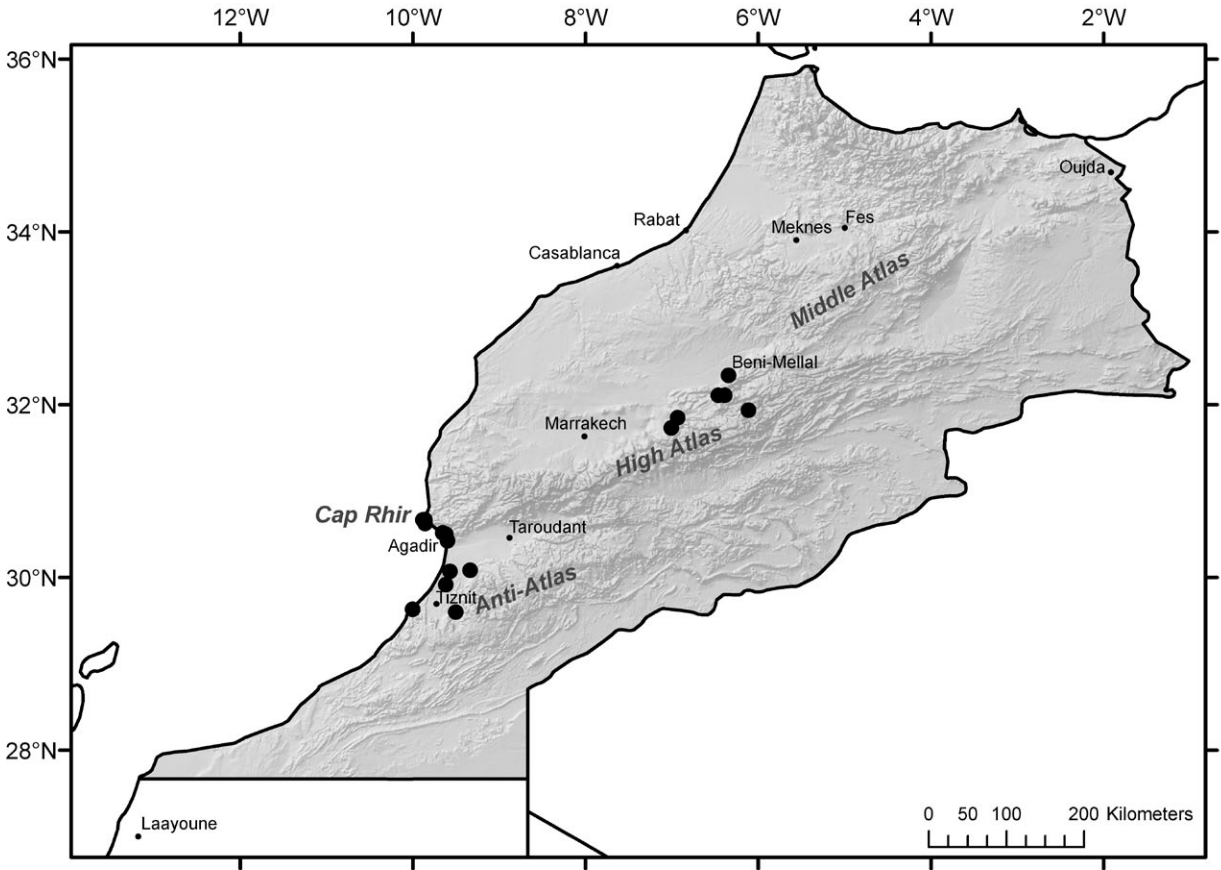 12°W 10°W 8°W 6°W 4°W 2°W
36°N
Oujda
34°N
Rabat
Meknes
Fes
Casablanca
Middle Atlas
Beni-Mellal
32°N
Marrakech
High Atlas
Cap Rhir
Taroudant
Agadir
30°N
Anti-Atlas
Tiznit
28°N
0 50 100 200 Kilometers
Laayoune